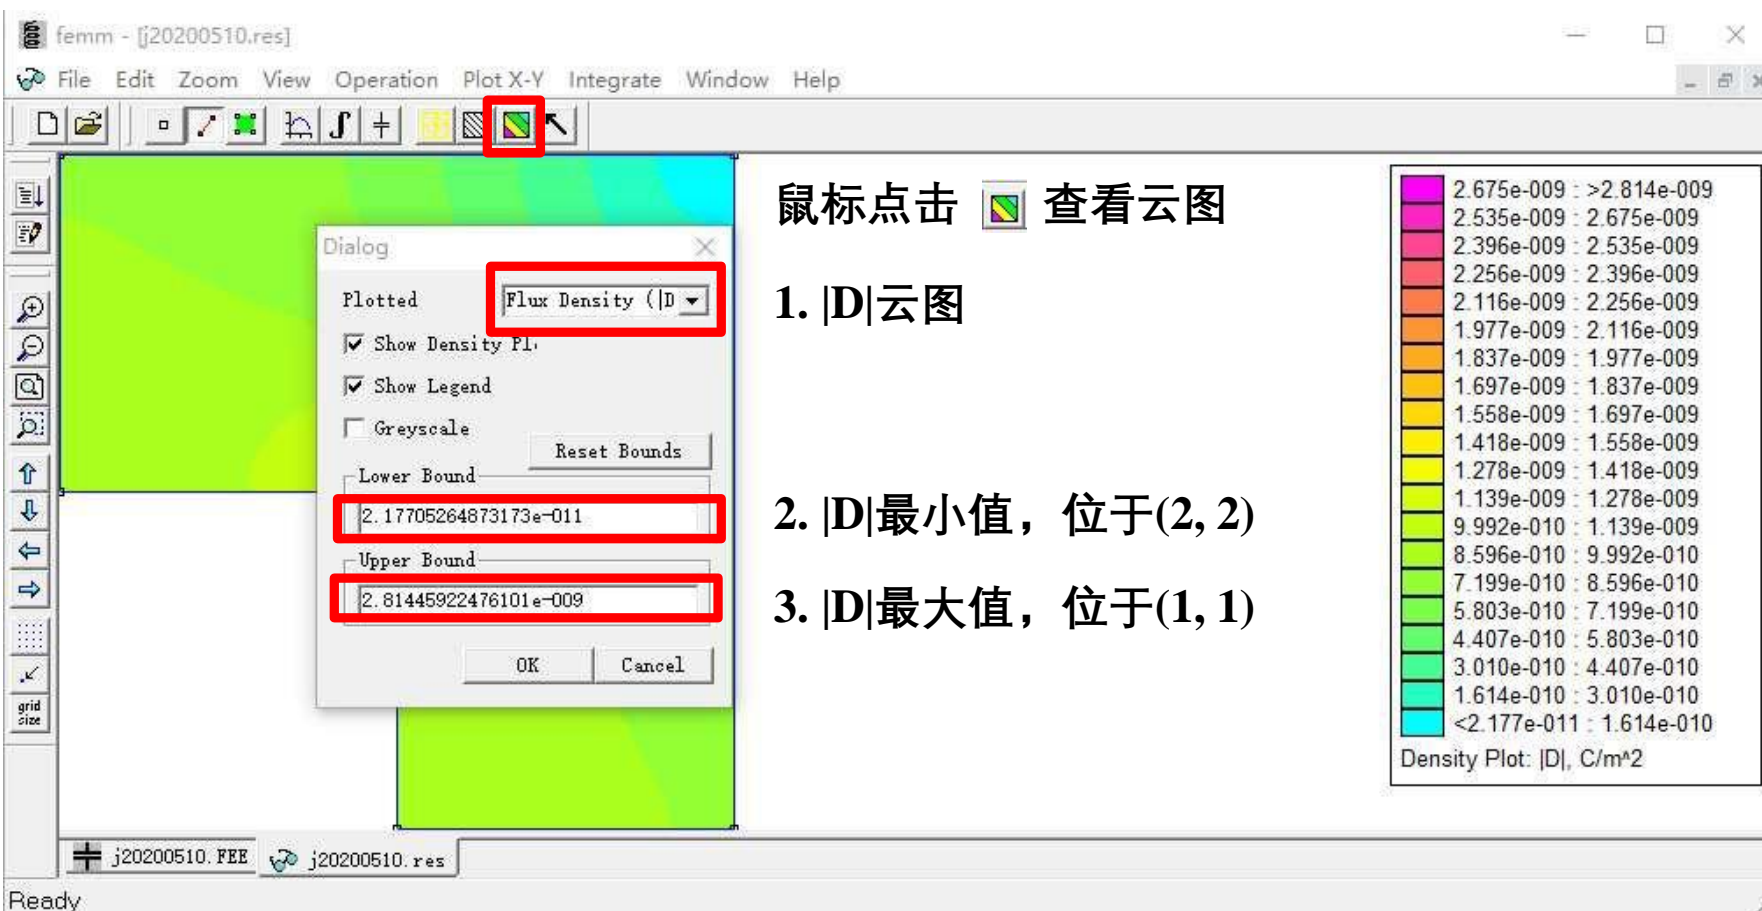 femm - [j20200510.res]
File Edit Zoom View Operation Plot X-Y Integrate Window Help
鼠标点击 查看云图
1. |D|云图
2. |D|最小值，位于(2, 2)
3. |D|最大值，位于(1, 1)
Dialog
Plotted Flux Density (|D
Show Density Pl
Show Legend
Greyscale
Reset Bounds
Lower Bound
2.17705264873173e-011
Upper Bound
2.81445922476101e-009
OK Cancel
2.675e-009 : >2.814e-009
2.535e-009 : 2.675e-009
2.396e-009 : 2.535e-009
2.256e-009 : 2.396e-009
2.116e-009 : 2.256e-009
1.977e-009 : 2.116e-009
1.837e-009 : 1.977e-009
1.697e-009 : 1.837e-009
1.558e-009 : 1.697e-009
1.418e-009 : 1.558e-009
1.278e-009 : 1.418e-009
1.139e-009 : 1.278e-009
9.992e-010 : 1.139e-009
8.596e-010 : 9.992e-010
7.199e-010 : 8.596e-010
5.803e-010 : 7.199e-010
4.407e-010 : 5.803e-010
3.010e-010 : 4.407e-010
1.614e-010 : 3.010e-010
<2.177e-011 : 1.614e-010
Density Plot: |D|, C/m^2
grid
size
j20200510.FEE j20200510.res
Ready